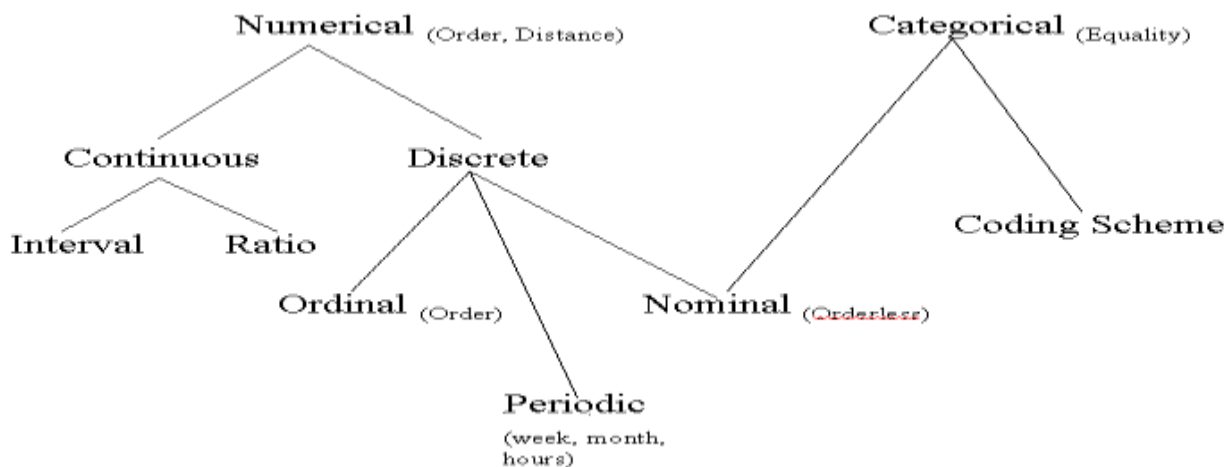 Numerical (Order, Distance)
Categorical (Equality)
Continuous
Discrete
Interval
Ratio
Coding Scheme
Ordinal (Order)
Nominal (Orderless)
Periodic
(week, month,
hours)